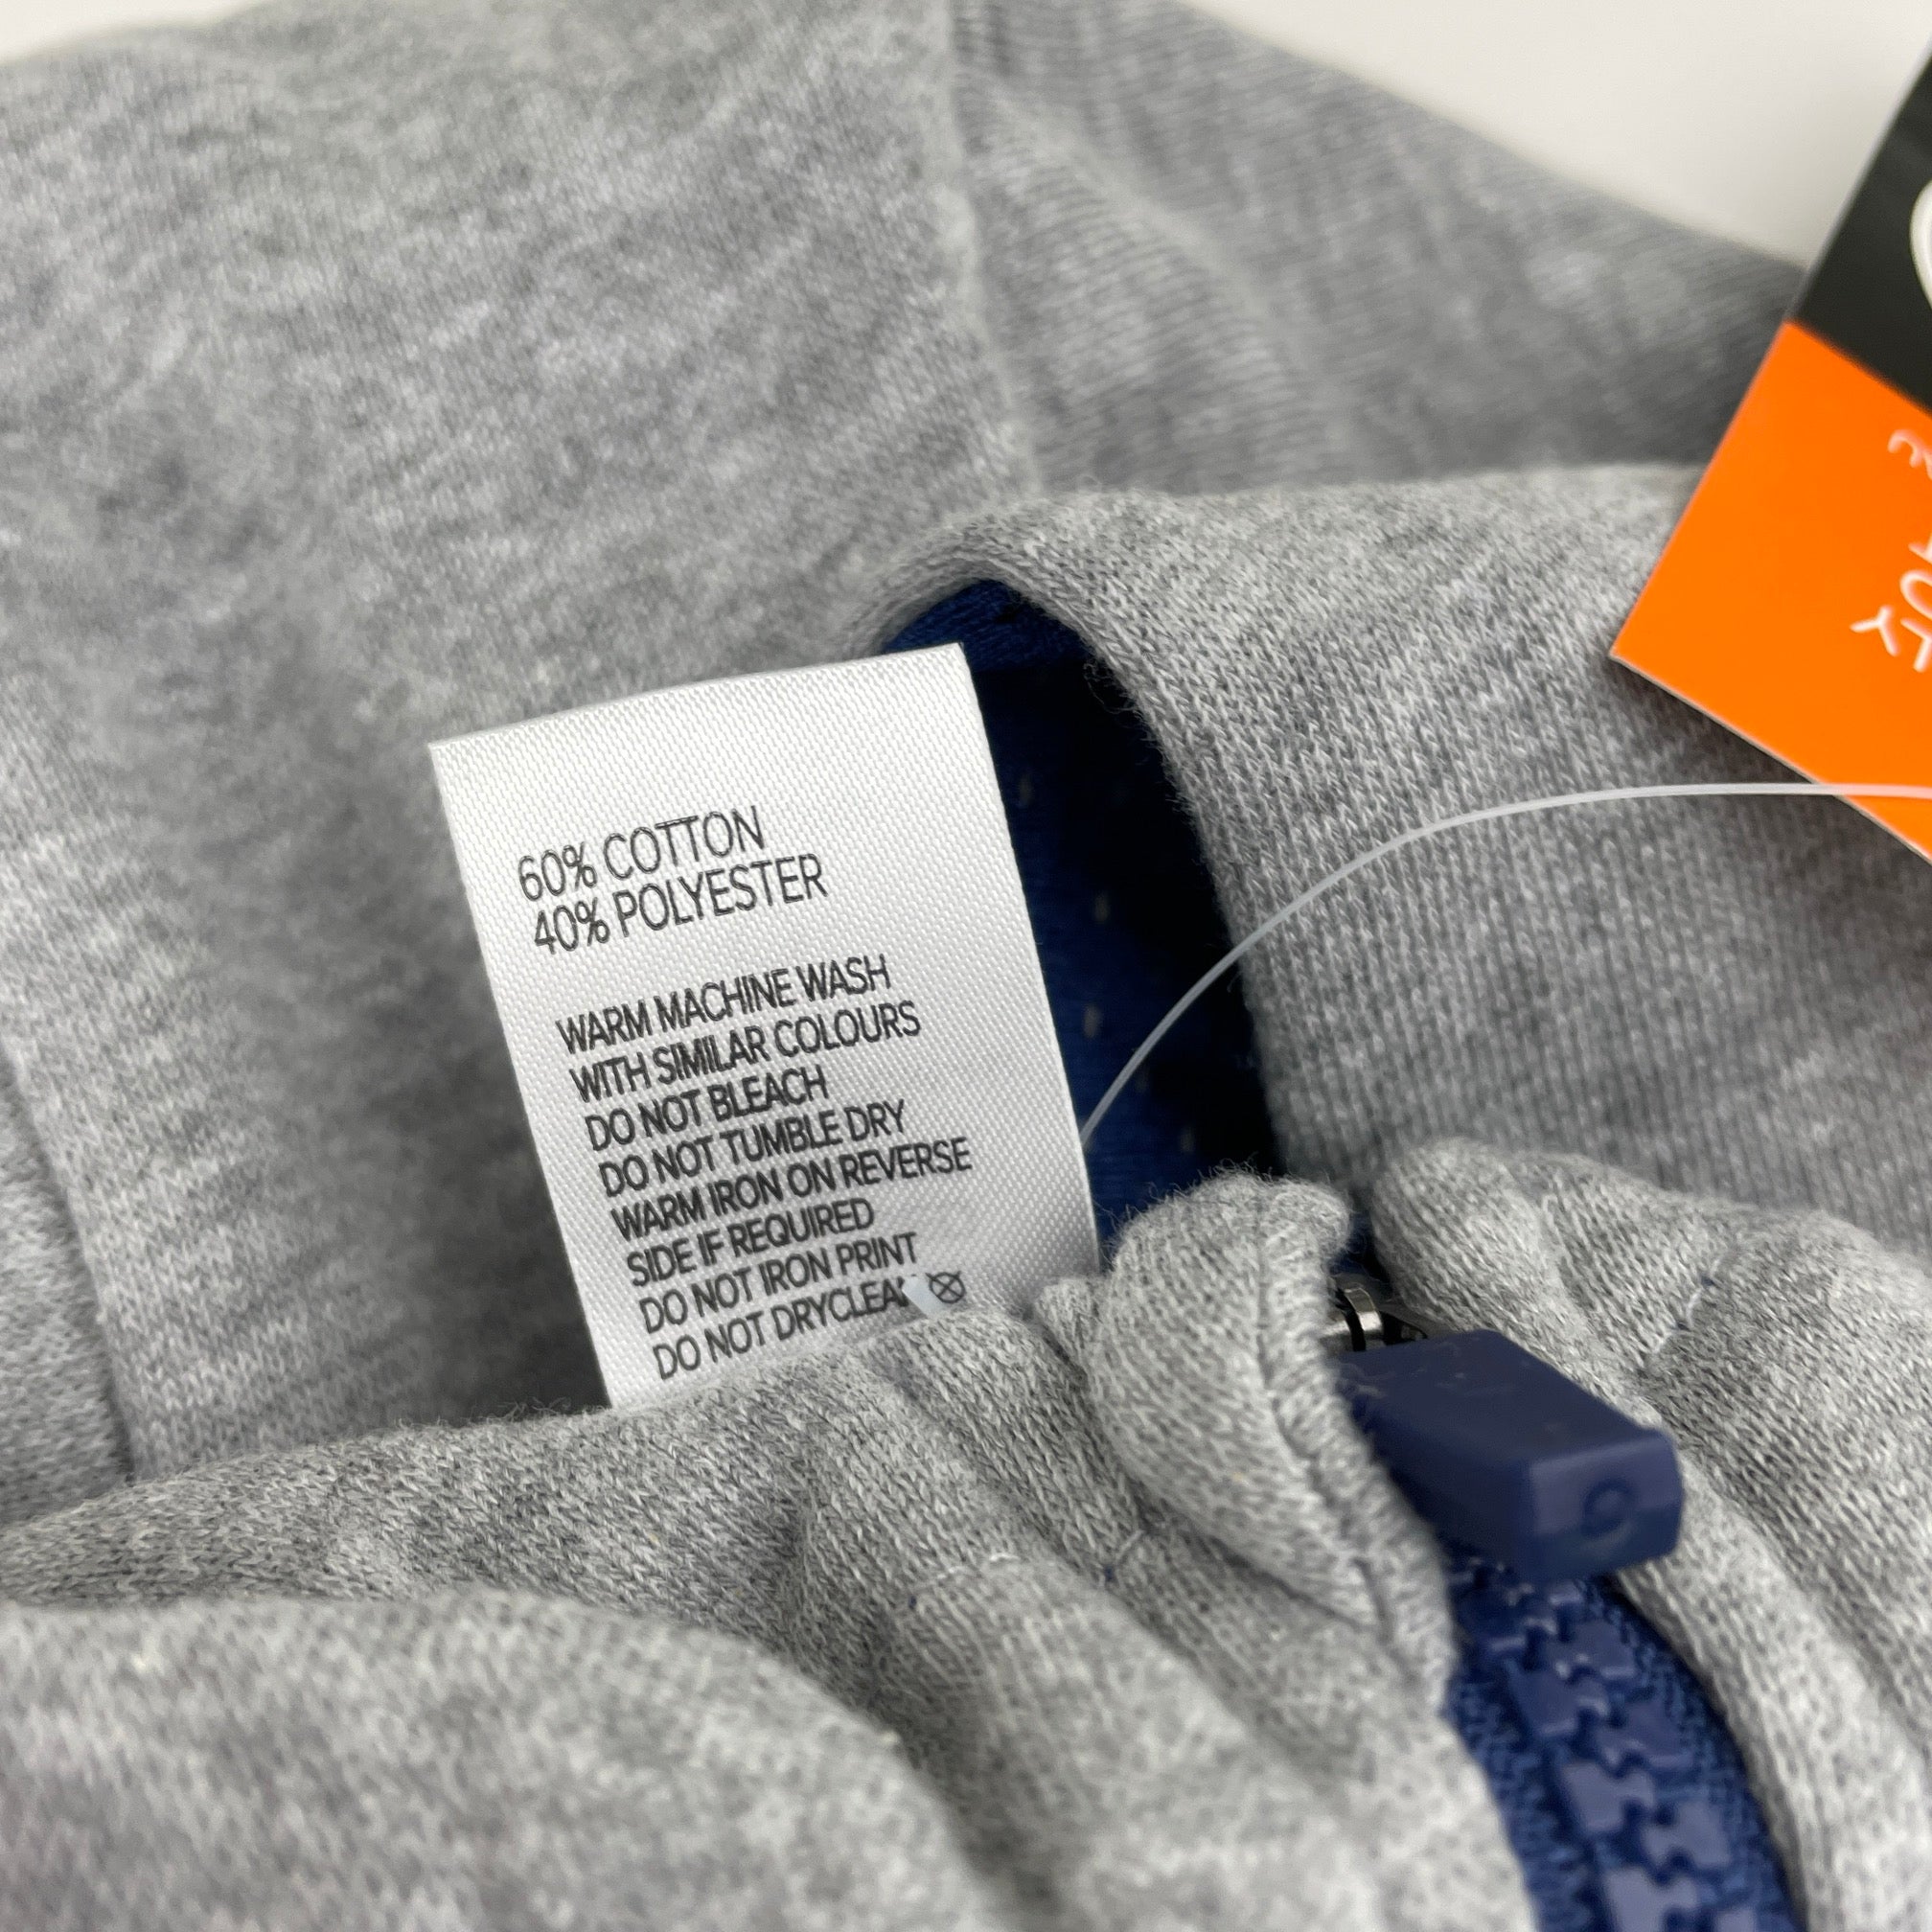 60% COTTON
40% POLYESTER
WARM MACHINE WASH
WITH SIMILAR COLOURS
DO NOT BLEACH
DO NOT TUMBLE DRY
WARM IRON ON REVERSE
SIDE IF REQUIRED
DO NOT IRON PRINT
DO NOT DRYCLEAN